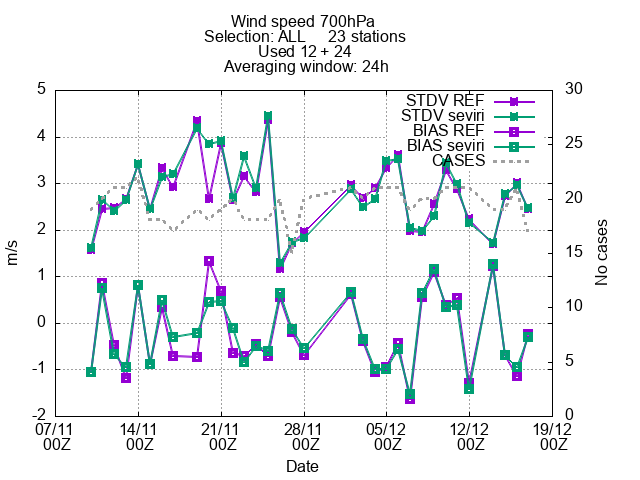 Wind speed 700hPa
Selection: ALL 23 stations
Used 12 + 24
Averaging window: 24h
STDV REF
STDV seviri
BIAS REF
BIAS seviri
CASES
m/s
5
4
3
2
1
0
-1
-2
No cases
30
25
20
15
10
5
0
07/11 14/11 21/11 28/11 05/12 12/12 19/12
00Z 00Z 00Z 00Z 00Z 00Z 00Z
Date